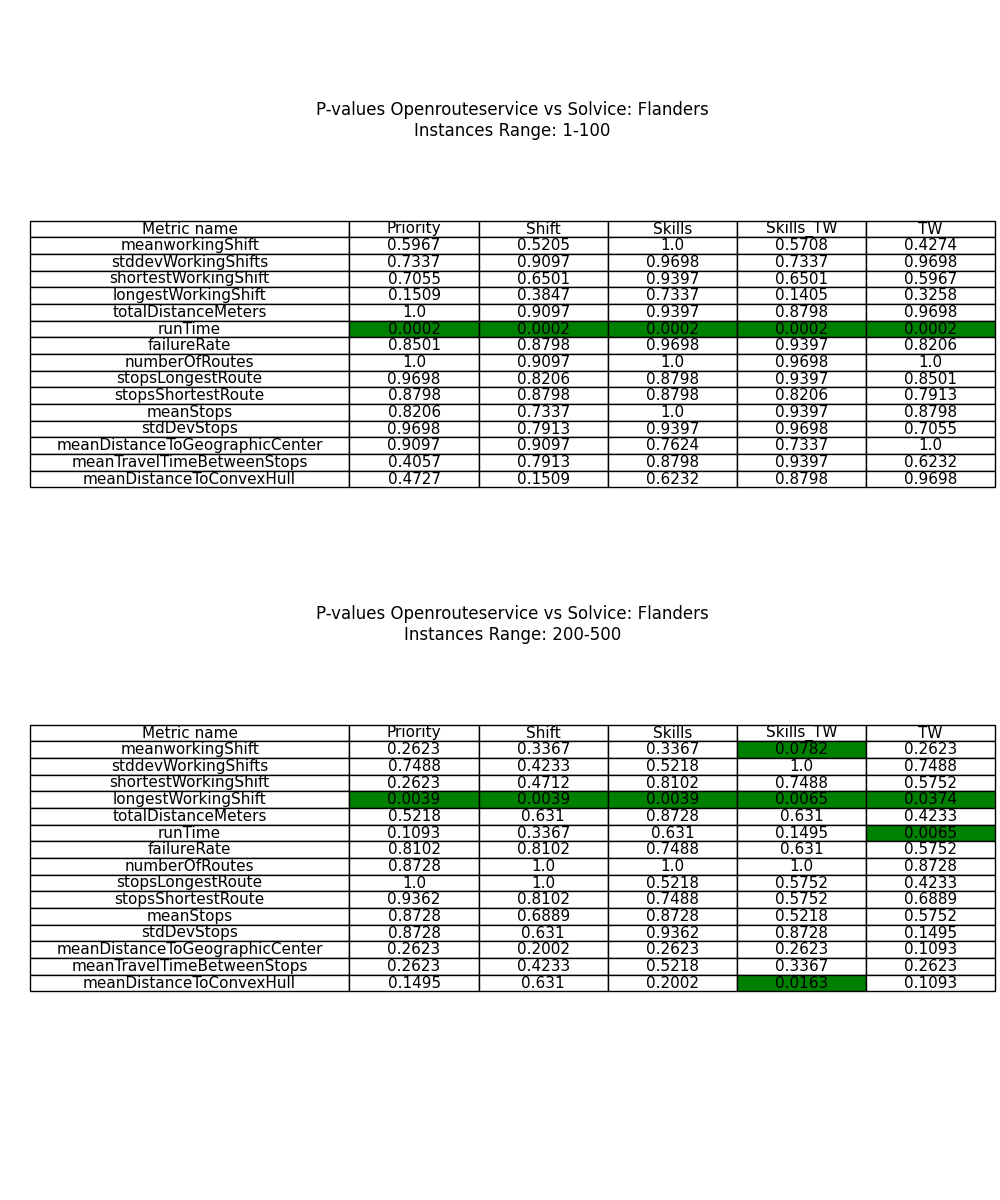 P-values Openrouteservice vs Solvice: Flanders
Instances Range: 1-100
Metric name Priority Shift Skills Skills_TW TW
meanworkingShift 0.5967 0.5205 1.0 0.5708 0.4274
stddevWorkingShifts 0.7337 0.9097 0.9698 0.7337 0.9698
shortestWorkingShift 0.7055 0.6501 0.9397 0.6501 0.5967
longestWorkingShift 0.1509 0.3847 0.7337 0.1405 0.3258
totalDistanceMeters 1.0 0.9097 0.9397 0.8798 0.9698
runTime 0.0002 0.0002 0.0002 0.0002 0.0002
failureRate 0.8501 0.8798 0.9698 0.9397 0.8206
numberOfRoutes 1.0 0.9097 1.0 0.9698 1.0
stopsLongestRoute 0.9698 0.8206 0.8798 0.9397 0.8501
stopsShortestRoute 0.8798 0.8798 0.8798 0.8206 0.7913
meanStops 0.8206 0.7337 1.0 0.9397 0.8798
stdDevStops 0.9698 0.7913 0.9397 0.9698 0.7055
meanDistanceToGeographicCenter 0.9097 0.9097 0.7624 0.7337 1.0
meanTravelTimeBetweenStops 0.4057 0.7913 0.8798 0.9397 0.6232
meanDistanceToConvexHull 0.4727 0.1509 0.6232 0.8798 0.9698
P-values Openrouteservice vs Solvice: Flanders
Instances Range: 200-500
Metric name Priority Shift Skills Skills_TW TW
meanworkingShift 0.2623 0.3367 0.3367 0.0782 0.2623
stddevWorkingShifts 0.7488 0.4233 0.5218 1.0 0.7488
shortestWorkingShift 0.2623 0.4712 0.8102 0.7488 0.5752
longestWorkingShift 0.0039 0.0039 0.0039 0.0065 0.0374
totalDistanceMeters 0.5218 0.631 0.8728 0.631 0.4233
runTime 0.1093 0.3367 0.631 0.1495 0.0065
failureRate 0.8102 0.8102 0.7488 0.631 0.5752
numberOfRoutes 0.8728 1.0 1.0 1.0 0.8728
stopsLongestRoute 1.0 1.0 0.5218 0.5752 0.4233
stopsShortestRoute 0.9362 0.8102 0.7488 0.5752 0.6889
meanStops 0.8728 0.6889 0.8728 0.5218 0.5752
stdDevStops 0.8728 0.631 0.9362 0.8728 0.1495
meanDistanceToGeographicCenter 0.2623 0.2002 0.2623 0.2623 0.1093
meanTravelTimeBetweenStops 0.2623 0.4233 0.5218 0.3367 0.2623
meanDistanceToConvexHull 0.1495 0.631 0.2002 0.0163 0.1093